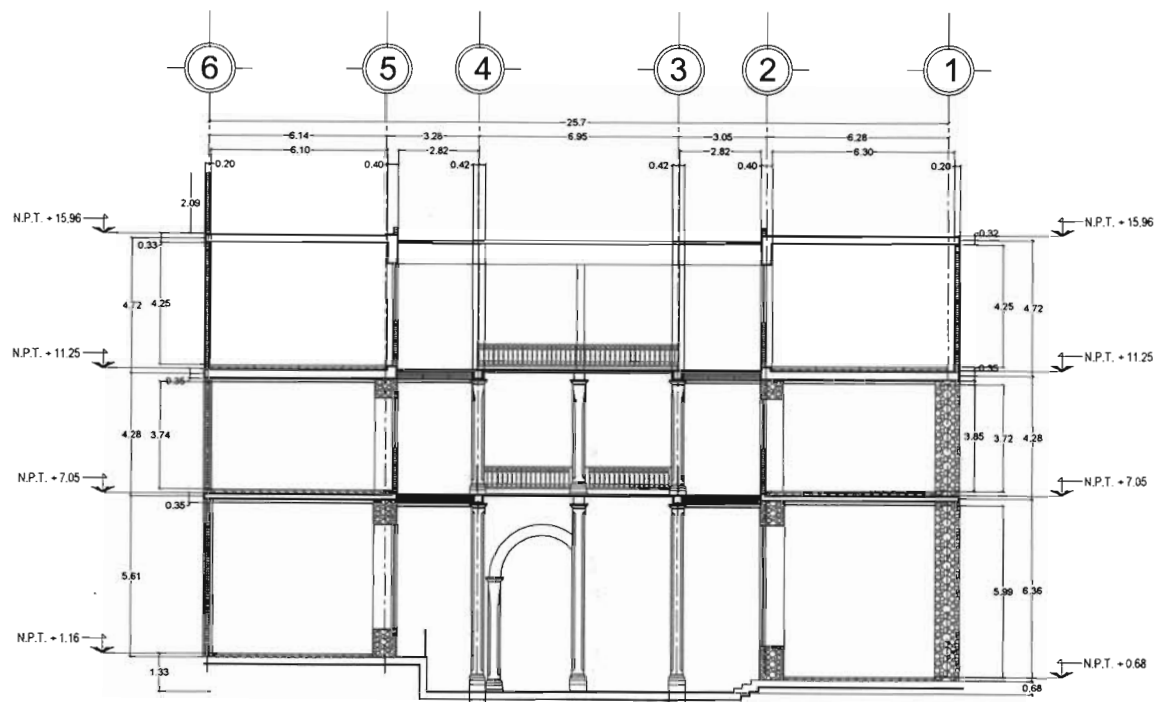 6 5 4 3 2 1
25.7
6.14 3.28 6.95 3.05 6.28
6.10 2.82 2.82 6.30
0.20 0.40 0.42 0.42 0.40 0.20
2.09
N.P.T. + 15.96 N.P.T. + 15.96
0.33 0.32
4.72 4.25 4.25 4.72
N.P.T. + 11.25 N.P.T. + 11.25
0.35 0.35
4.28 3.74 3.85 3.72 4.28
N.P.T. + 7.05 N.P.T. + 7.05
0.35
5.61 5.99 6.36
N.P.T. + 1.16 N.P.T. + 0.68
1.33 0.68